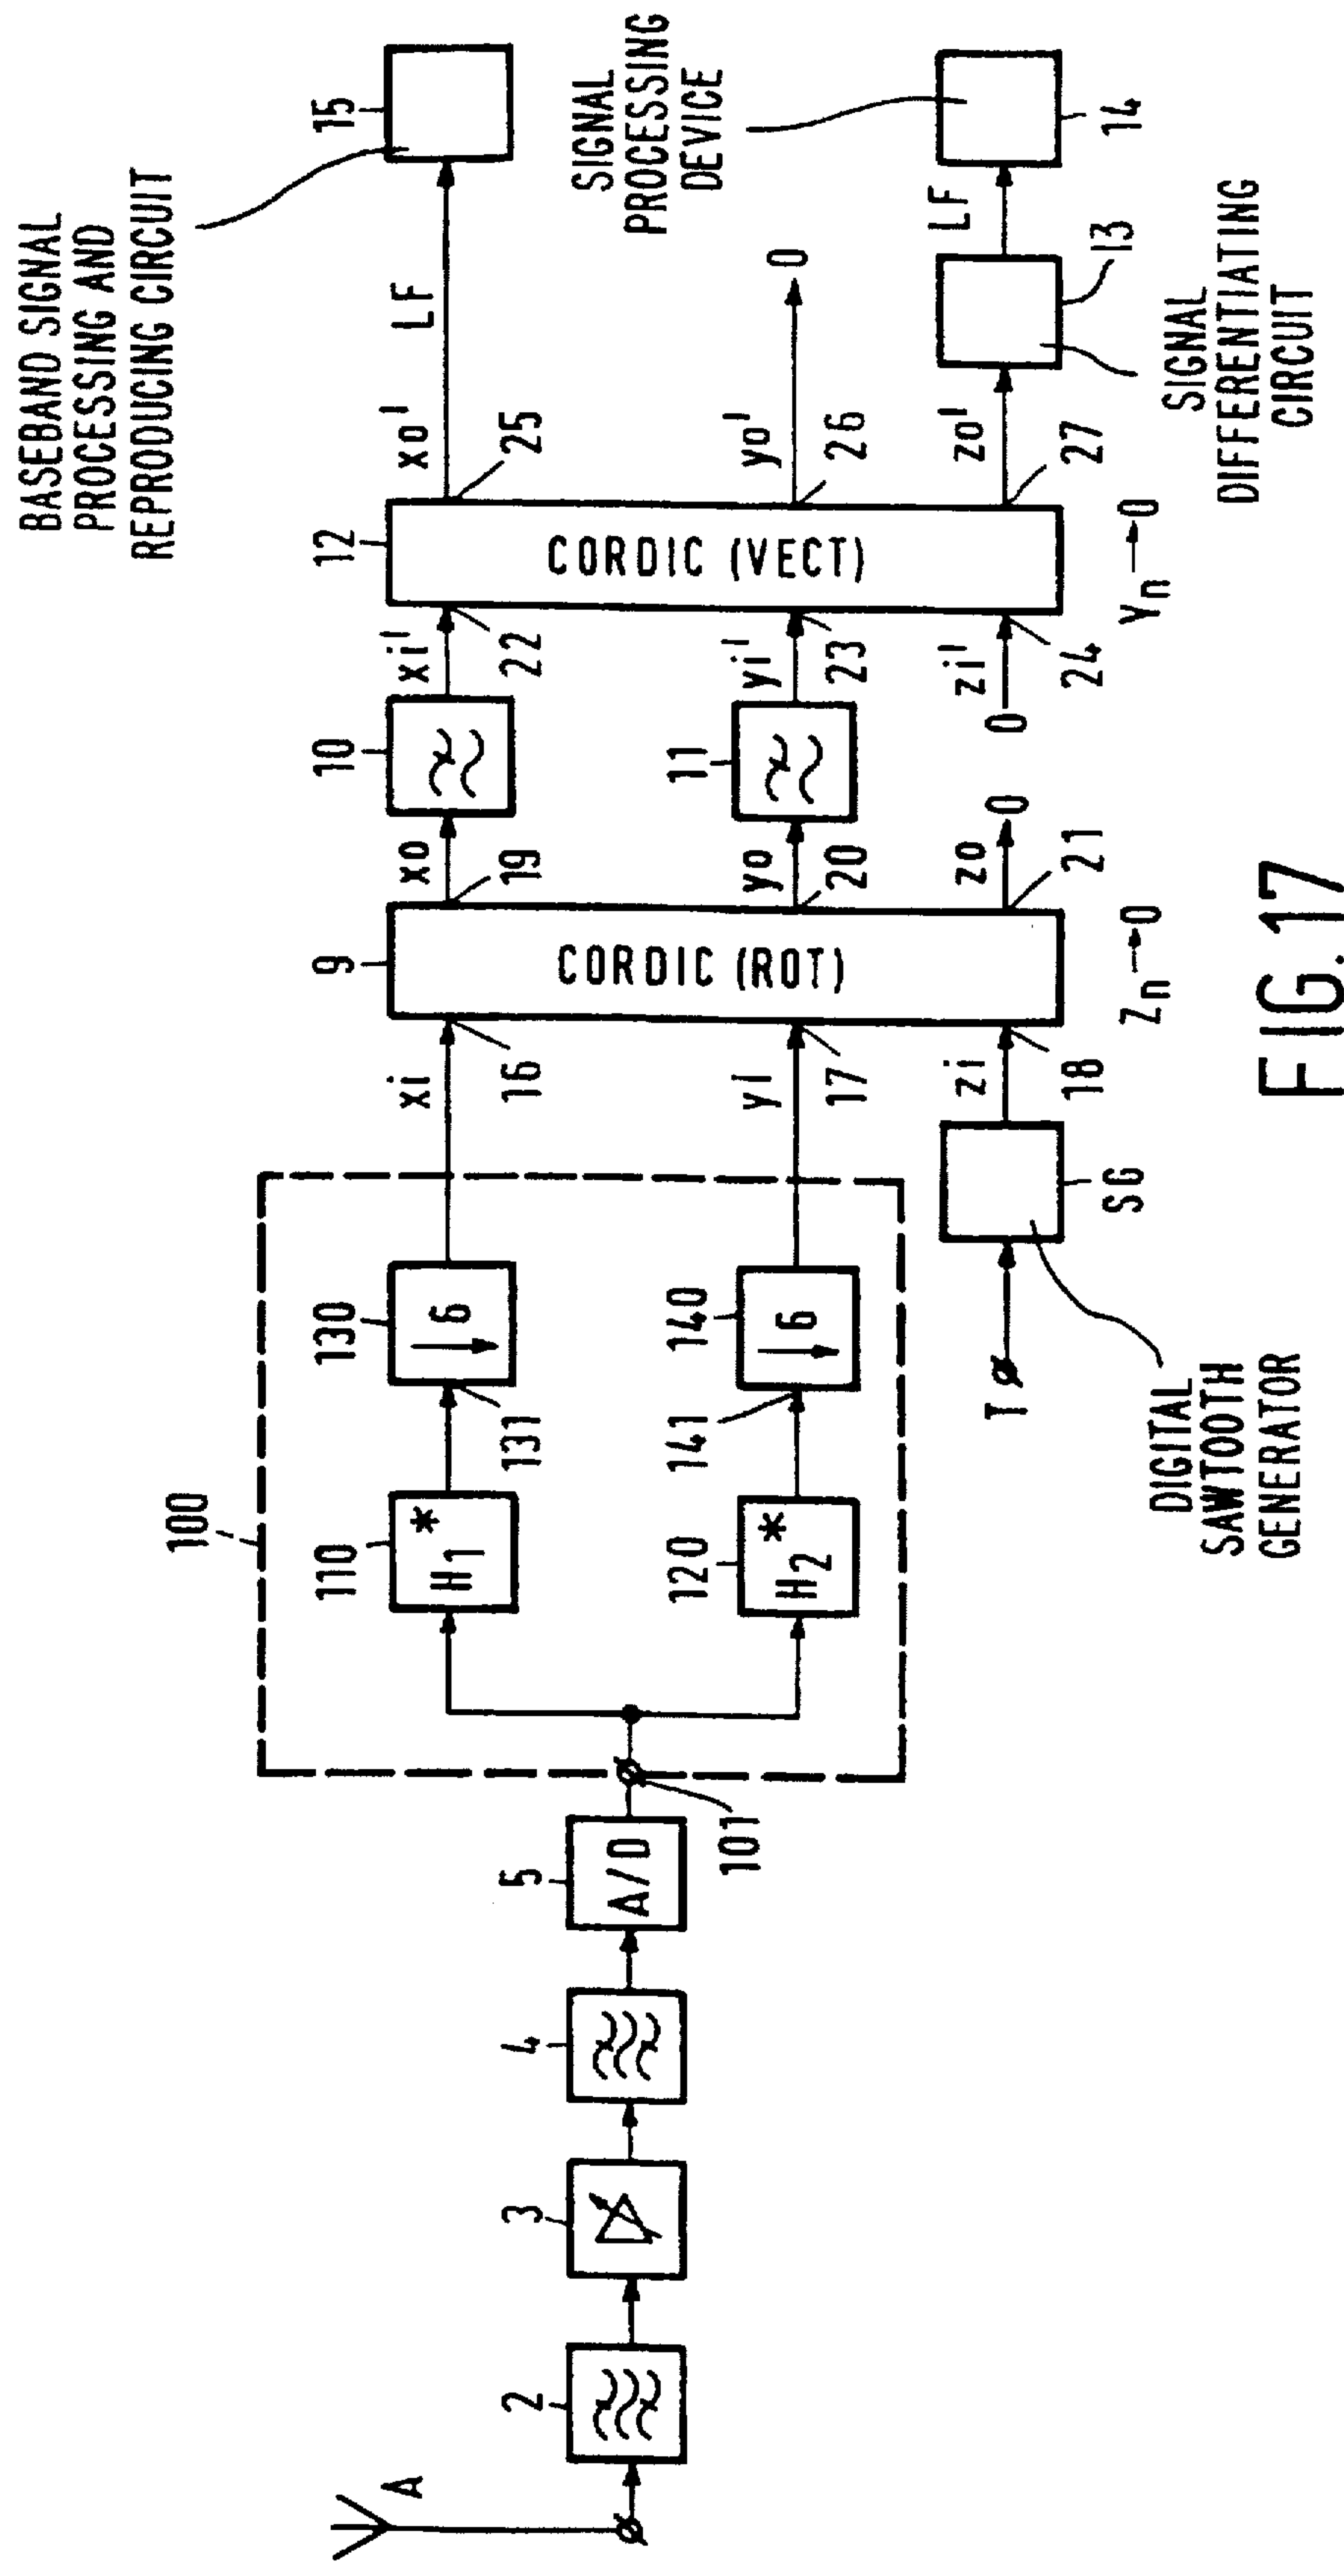 BASEBAND SIGNAL
PROCESSING AND
REPRODUCING CIRCUIT
15
SIGNAL
PROCESSING
DEVICE
14
LF
LF
13
SIGNAL
DIFFERENTIATING
CIRCUIT
0
xo'
25
yo'
26
zo'
27
12
CORDIC (VECT)
Yn→0
xi'
22
yi'
23
zi'
24
0
10
11
xo
19
yo
20
zo
21
0
9
CORDIC (ROT)
Zn→0
xi
16
yi
17
zi
18
SG
DIGITAL
SAWTOOTH
GENERATOR
T
100
130
↓6
131
140
↓6
141
110
H1*
120
H2*
101
5
A/D
4
3
2
A
FIG. 17